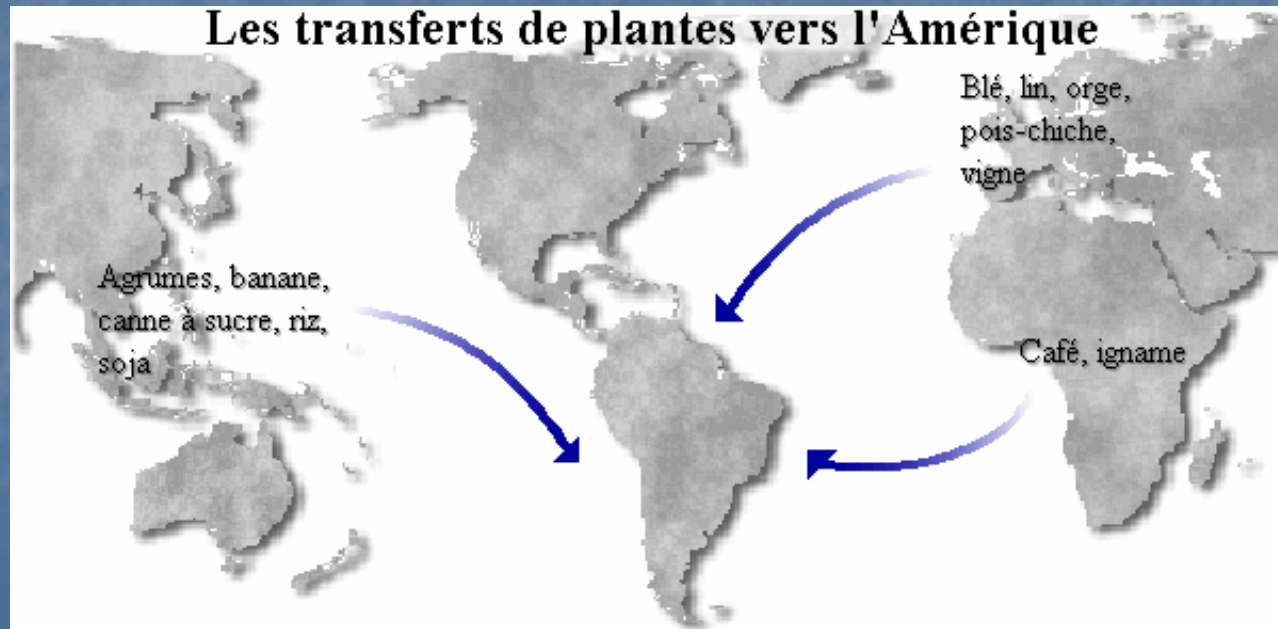 Les transferts de plantes vers l'Amérique
Blé, lin, orge,
pois-chiche,
vigne
Agrumes, banane,
canne à sucre, riz,
soja
Café, igname